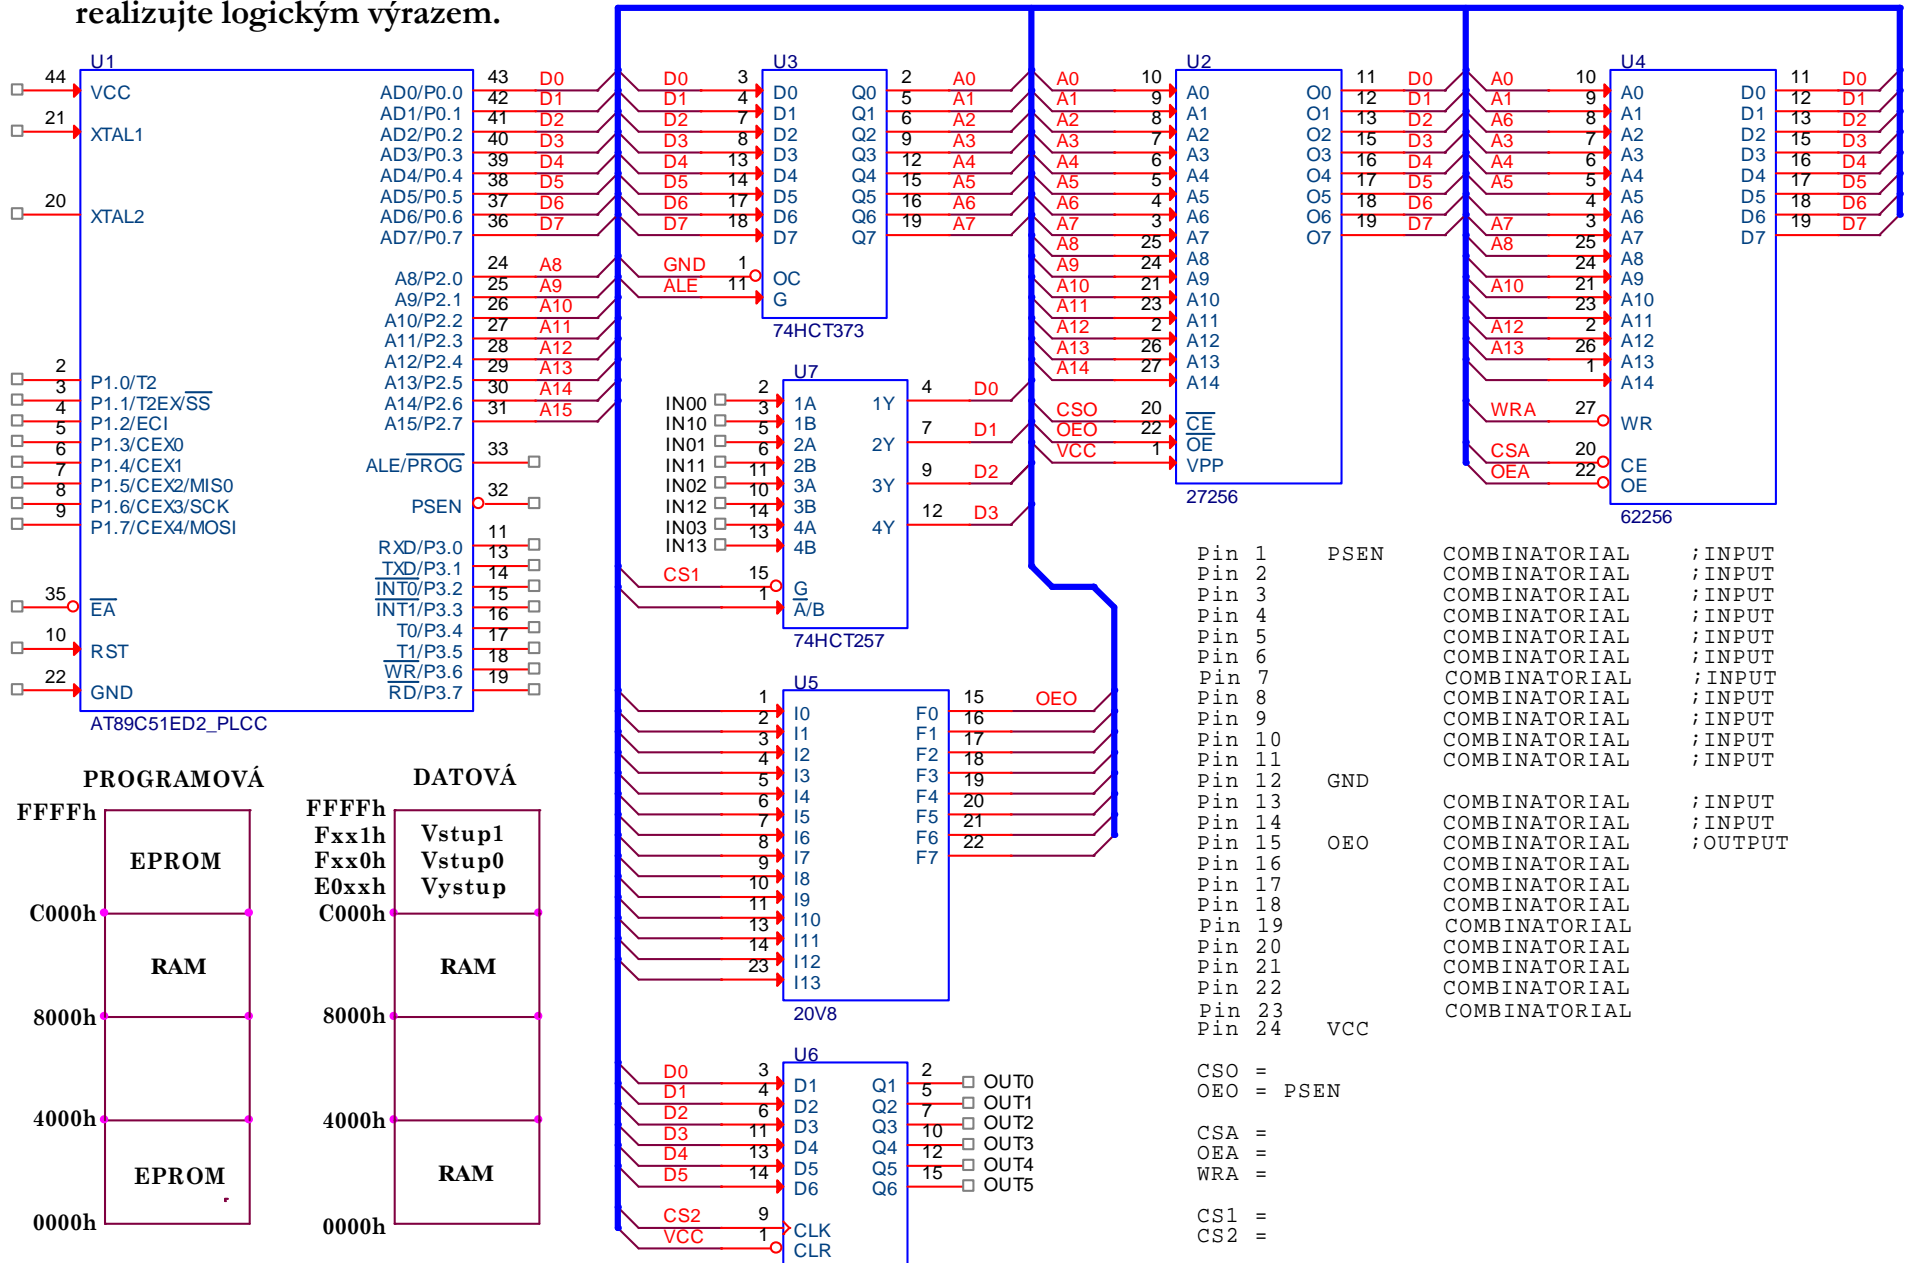 realizujte logickým výrazem.
U1
44 VCC
21 XTAL1
20 XTAL2
2 P1.0/T2
3 P1.1/T2EX/SS
4 P1.2/ECI
5 P1.3/CEX0
6 P1.4/CEX1
7 P1.5/CEX2/MIS0
8 P1.6/CEX3/SCK
9 P1.7/CEX4/MOSI
35 EA
10 RST
22 GND
AD0/P0.0 43 D0
AD1/P0.1 42 D1
AD2/P0.2 41 D2
AD3/P0.3 40 D3
AD4/P0.4 39 D4
AD5/P0.5 38 D5
AD6/P0.6 37 D6
AD7/P0.7 36 D7
A8/P2.0 24 A8
A9/P2.1 25 A9
A10/P2.2 26 A10
A11/P2.3 27 A11
A12/P2.4 28 A12
A13/P2.5 29 A13
A14/P2.6 30 A14
A15/P2.7 31 A15
ALE/PROG 33
PSEN 32
RXD/P3.0 11
TXD/P3.1 13
INT0/P3.2 14
INT1/P3.3 15
T0/P3.4 16
T1/P3.5 17
WR/P3.6 18
RD/P3.7 19
AT89C51ED2_PLCC
U3
D0 3 D0 Q0 2 A0
D1 4 D1 Q1 5 A1
D2 7 D2 Q2 6 A2
D3 8 D3 Q3 9 A3
D4 13 D4 Q4 12 A4
D5 14 D5 Q5 15 A5
D6 17 D6 Q6 16 A6
D7 18 D7 Q7 19 A7
GND 1 OC
ALE 11 G
74HCT373
U7
IN00 2 1A 1Y 4 D0
IN10 3 1B
IN01 5 2A 2Y 7 D1
IN11 6 2B
IN02 11 3A 3Y 9 D2
IN12 10 3B
IN03 14 4A 4Y 12 D3
IN13 13 4B
CS1 15 G
1 A/B
74HCT257
U5
1 I0 F0 15 OEO
2 I1 F1 16
3 I2 F2 17
4 I3 F3 18
5 I4 F4 19
6 I5 F5 20
7 I6 F6 21
8 I7 F7 22
9 I8
10 I9
11 I10
13 I11
14 I12
23 I13
20V8
U6
D0 3 D1 Q1 2 OUT0
D1 4 D2 Q2 5 OUT1
D2 6 D3 Q3 7 OUT2
D3 11 D4 Q4 10 OUT3
D4 13 D5 Q5 12 OUT4
D5 14 D6 Q6 15 OUT5
CS2 9 CLK
VCC 1 CLR
U2
A0 10 A0 O0 11 D0
A1 9 A1 O1 12 D1
A2 8 A2 O2 13 D2
A3 7 A3 O3 15 D3
A4 6 A4 O4 16 D4
A5 5 A5 O5 17 D5
A6 4 A6 O6 18 D6
A7 3 A7 O7 19 D7
A8 25 A8
A9 24 A9
A10 21 A10
A11 23 A11
A12 2 A12
A13 26 A13
A14 27 A14
CSO 20 CE
OEO 22 OE
VCC 1 VPP
27256
U4
A0 10 A0 D0 11 D0
A1 9 A1 D1 12 D1
A6 8 A2 D2 13 D2
A3 7 A3 D3 15 D3
A4 6 A4 D4 16 D4
A5 5 A5 D5 17 D5
4 A6 D6 18 D6
A7 3 A7 D7 19 D7
A8 25 A8
24 A9
A10 21 A10
23 A11
A12 2 A12
A13 26 A13
1 A14
WRA 27 WR
CSA 20 CE
OEA 22 OE
62256
PROGRAMOVÁ
FFFFh
EPROM
C000h
RAM
8000h
4000h
EPROM
0000h
DATOVÁ
FFFFh
Fxx1h Vstup1
Fxx0h Vstup0
E0xxh Vystup
C000h
RAM
8000h
4000h
RAM
0000h
Pin 1 PSEN COMBINATORIAL ;INPUT
Pin 2 COMBINATORIAL ;INPUT
Pin 3 COMBINATORIAL ;INPUT
Pin 4 COMBINATORIAL ;INPUT
Pin 5 COMBINATORIAL ;INPUT
Pin 6 COMBINATORIAL ;INPUT
Pin 7 COMBINATORIAL ;INPUT
Pin 8 COMBINATORIAL ;INPUT
Pin 9 COMBINATORIAL ;INPUT
Pin 10 COMBINATORIAL ;INPUT
Pin 11 COMBINATORIAL ;INPUT
Pin 12 GND
Pin 13 COMBINATORIAL ;INPUT
Pin 14 COMBINATORIAL ;INPUT
Pin 15 OEO COMBINATORIAL ;OUTPUT
Pin 16 COMBINATORIAL
Pin 17 COMBINATORIAL
Pin 18 COMBINATORIAL
Pin 19 COMBINATORIAL
Pin 20 COMBINATORIAL
Pin 21 COMBINATORIAL
Pin 22 COMBINATORIAL
Pin 23 COMBINATORIAL
Pin 24 VCC
CSO =
OEO = PSEN
CSA =
OEA =
WRA =
CS1 =
CS2 =